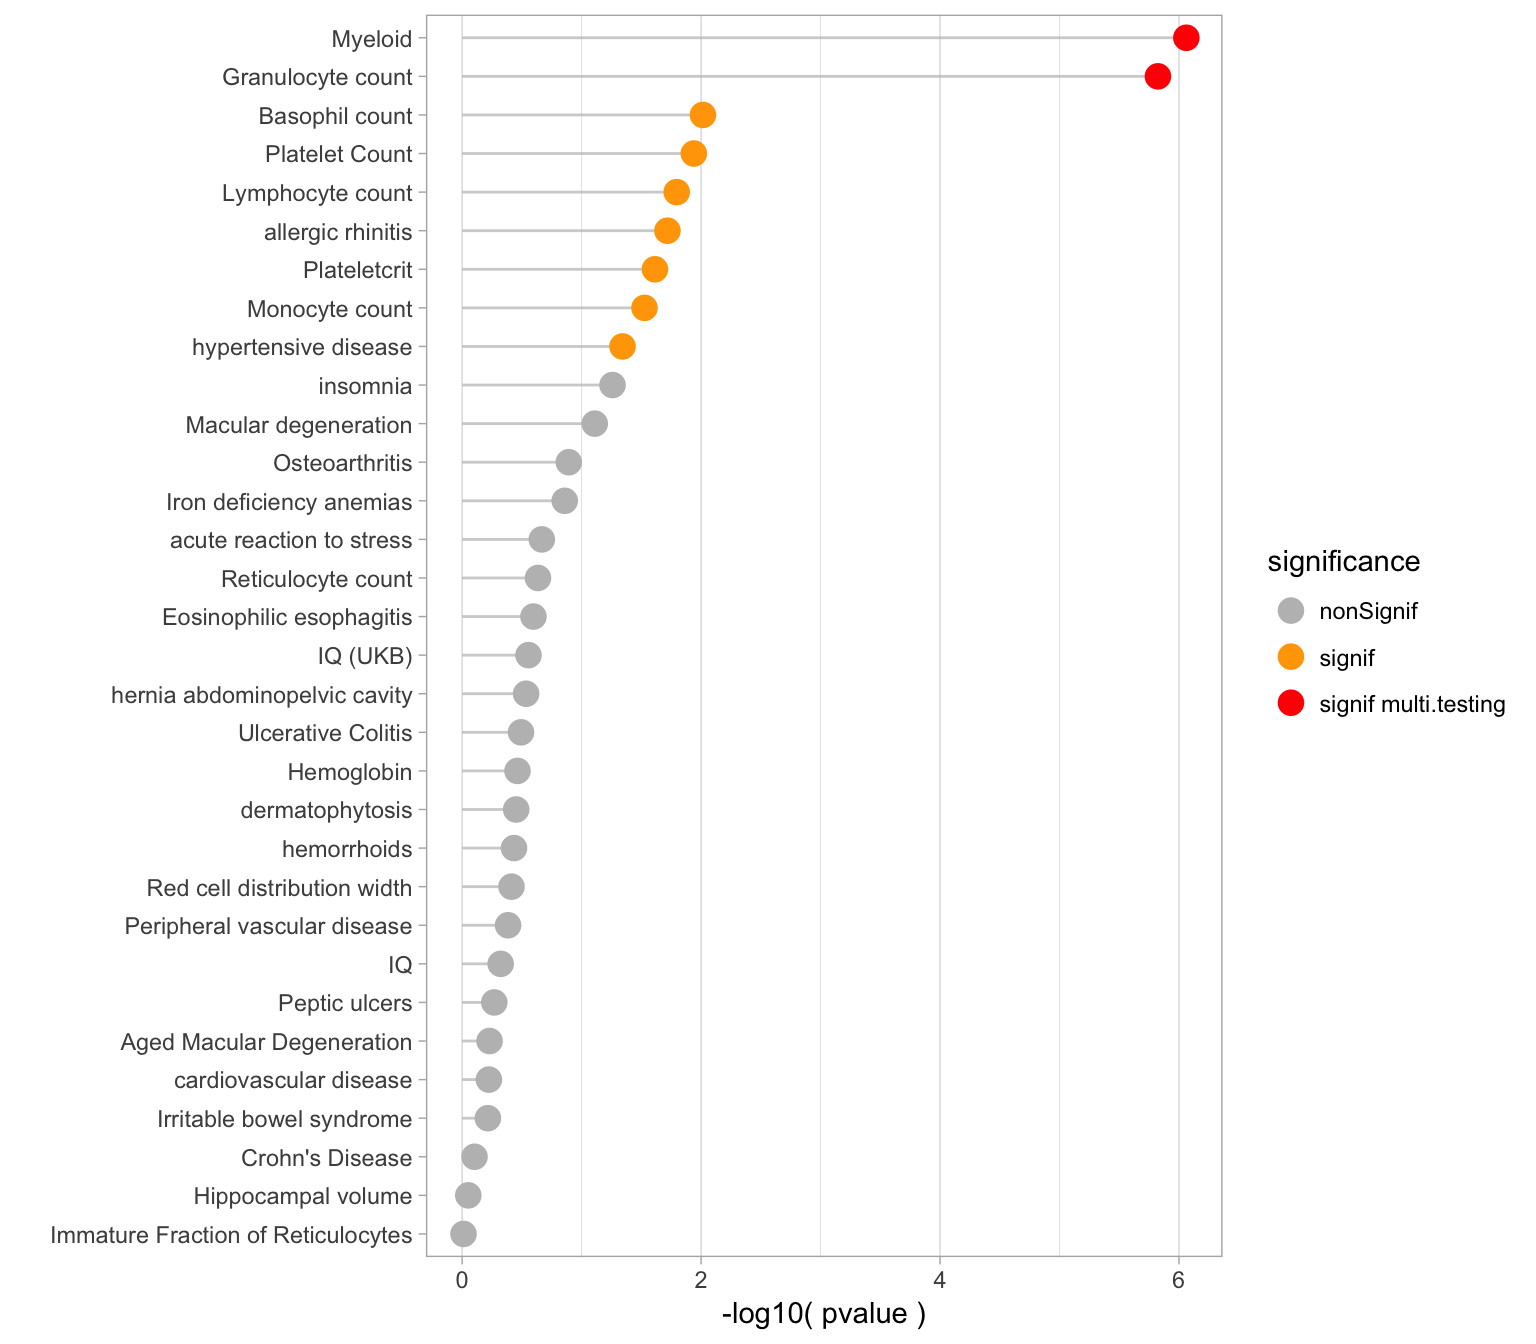 Myeloid
Granulocyte count
Basophil count
Platelet Count
Lymphocyte count
allergic rhinitis
Plateletcrit
Monocyte count
hypertensive disease
insomnia
Macular degeneration
Osteoarthritis
Iron deficiency anemias
acute reaction to stress
Reticulocyte count
Eosinophilic esophagitis
IQ (UKB)
hernia abdominopelvic cavity
Ulcerative Colitis
Hemoglobin
dermatophytosis
hemorrhoids
Red cell distribution width
Peripheral vascular disease
IQ
Peptic ulcers
Aged Macular Degeneration
cardiovascular disease
Irritable bowel syndrome
Crohn's Disease
Hippocampal volume
Immature Fraction of Reticulocytes
0 2 4 6
-log10( pvalue )
significance
nonSignif
signif
signif multi.testing